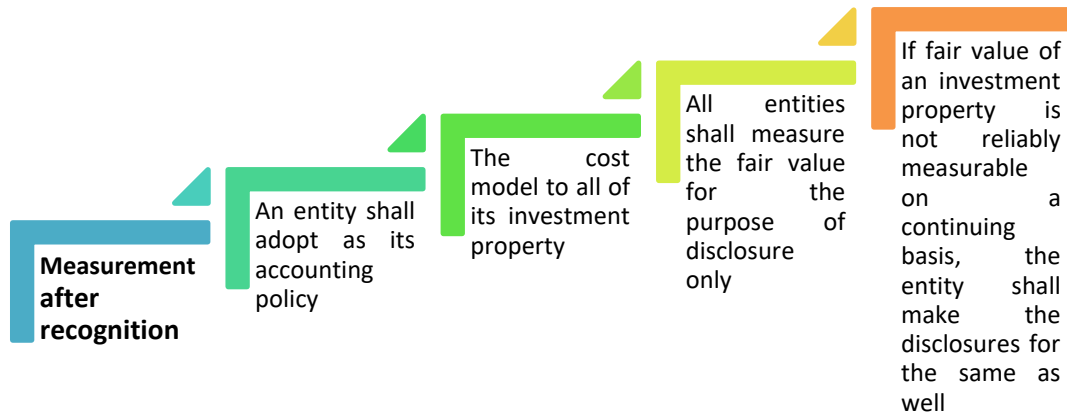 Measurement
after
recognition
An entity shall
adopt as its
accounting
policy
The cost
model to all of
its investment
property
All entities
shall measure
the fair value
for the
purpose of
disclosure
only
If fair value of
an investment
property is
not reliably
measurable
on a
continuing
basis, the
entity shall
make the
disclosures for
the same as
well